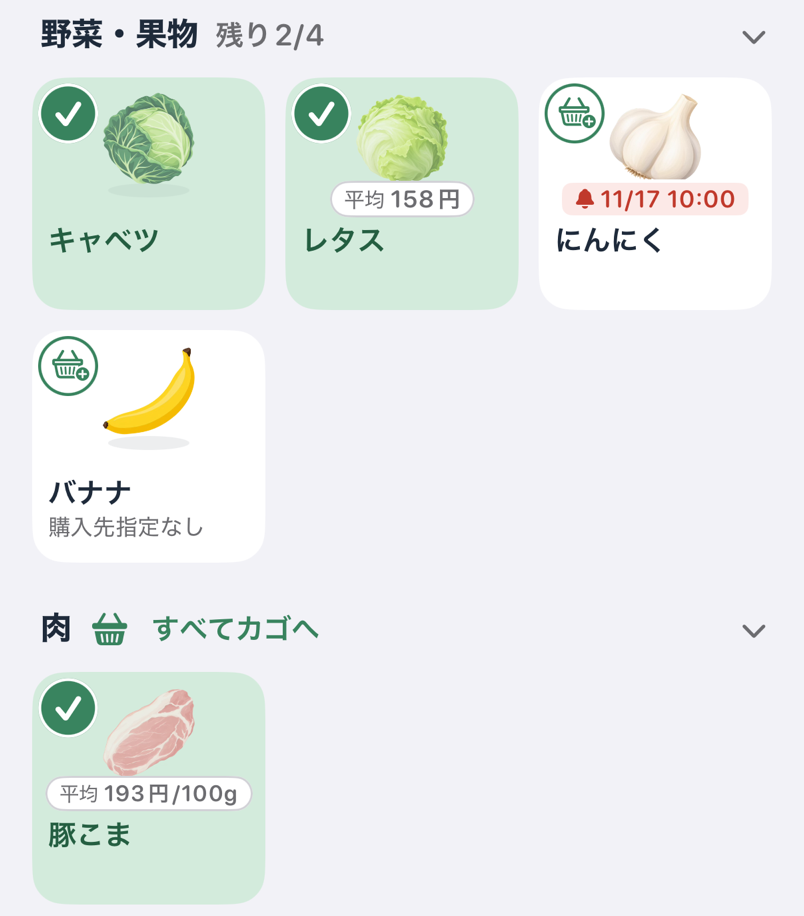 野菜・果物 残り2/4
平均 158円
11/17 10:00
キャベツ
レタス
にんにく
バナナ
購入先指定なし
肉 すべてカゴへ
平均 193円/100g
豚こま